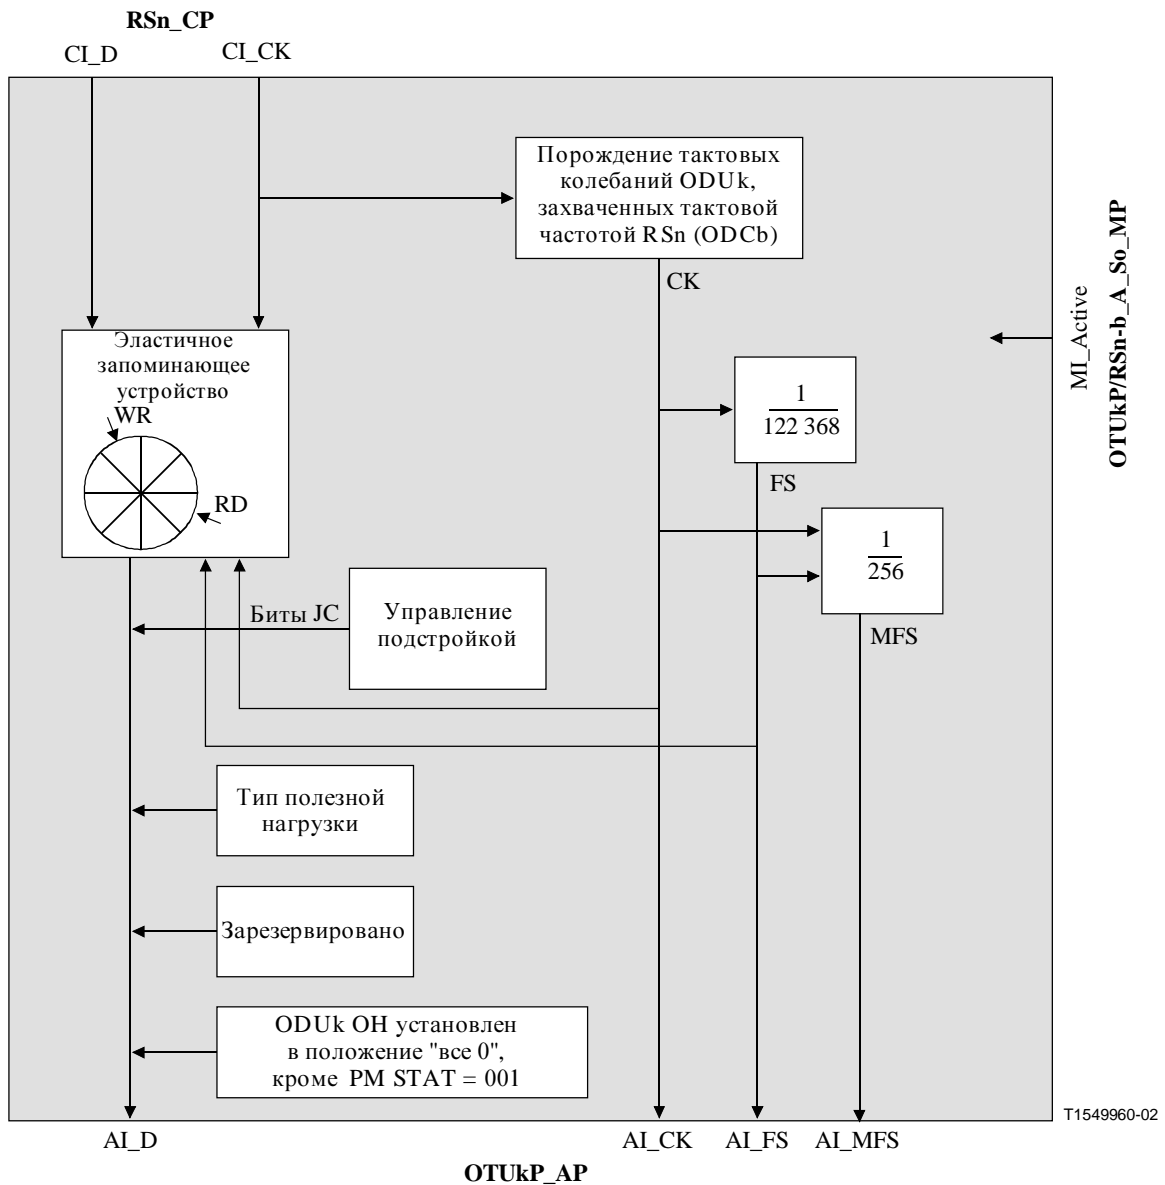 RSn_CP
CI_D
CI_CK
Порождение тактовых
колебаний ODUk,
захваченных тактовой
частотой RSn (ODCb)
CK
MI_Active
OTUkP/RSn-b_A_So_MP
Эластичное
запоминающее
устройство
WR
RD
1
122 368
FS
1
256
MFS
Биты JC
Управление
подстройкой
Тип полезной
нагрузки
Зарезервировано
ODUk OH установлен
в положение "все 0",
кроме PM STAT = 001
T1549960-02
AI_D
AI_CK
AI_FS
AI_MFS
OTUkP_AP